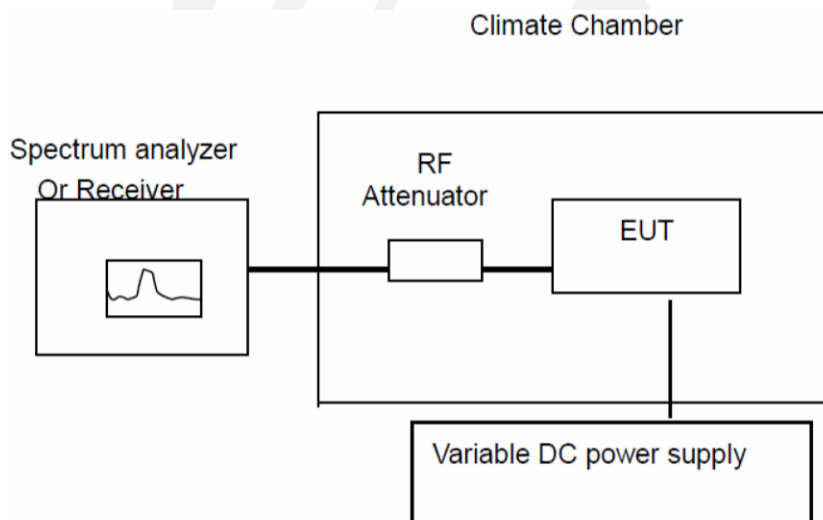 Climate Chamber
Spectrum analyzer
Or Receiver
RF
Attenuator
EUT
Variable DC power supply